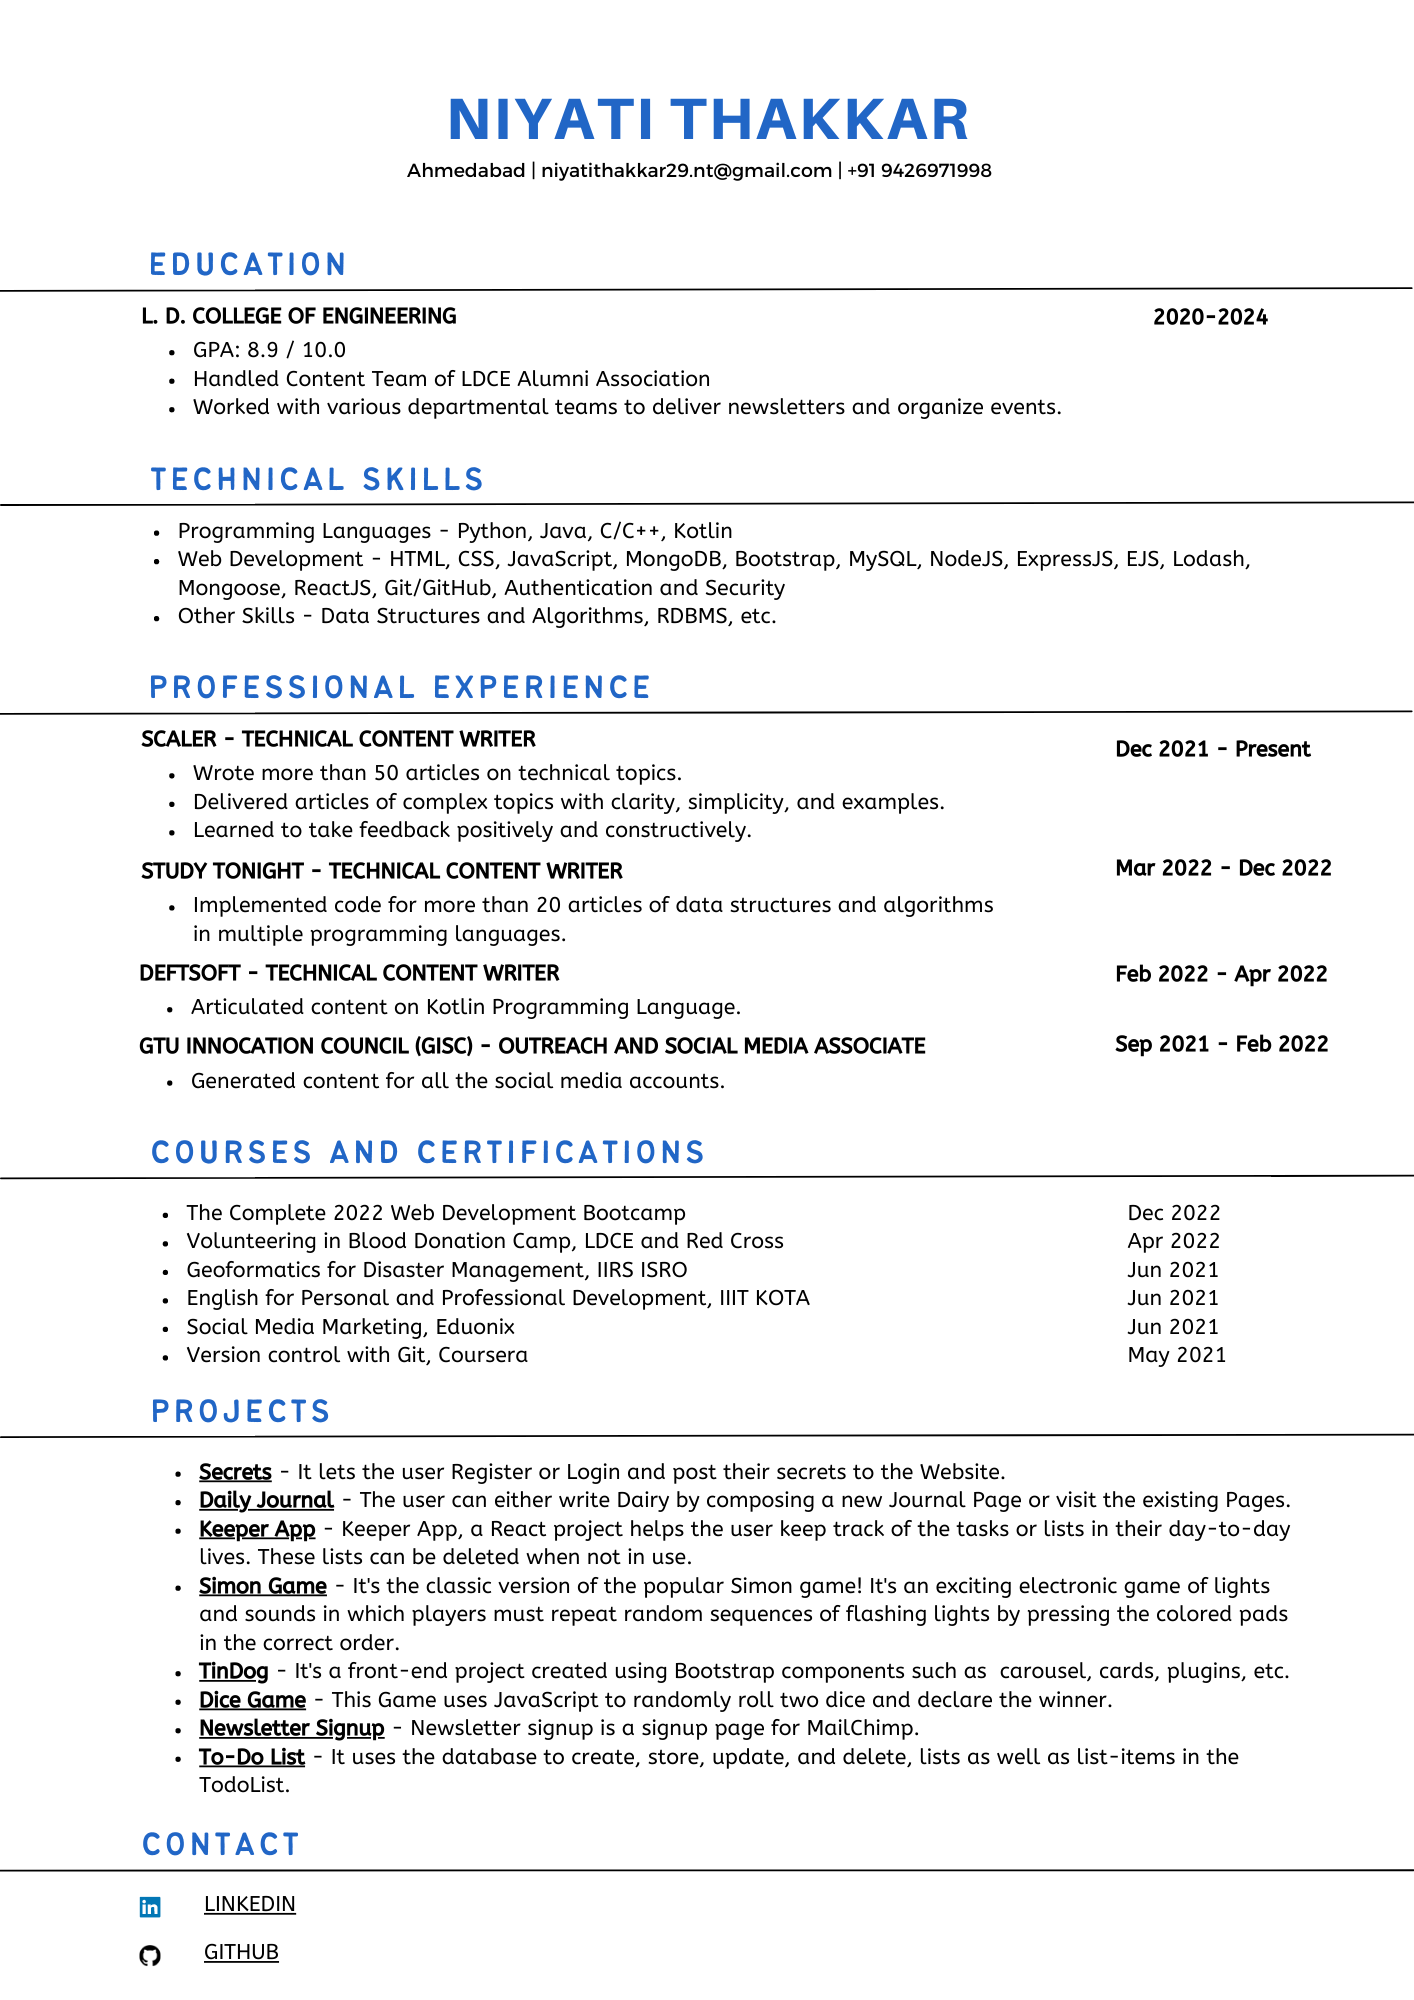 NIYATI THAKKAR
Ahmedabad | niyatithakkar29.nt@gmail.com | +91 9426971998
EDUCATION
L. D. COLLEGE OF ENGINEERING 2020-2024
• GPA: 8.9 / 10.0
• Handled Content Team of LDCE Alumni Association
• Worked with various departmental teams to deliver newsletters and organize events.
TECHNICAL SKILLS
• Programming Languages - Python, Java, C/C++, Kotlin
• Web Development - HTML, CSS, JavaScript, MongoDB, Bootstrap, MySQL, NodeJS, ExpressJS, EJS, Lodash,
Mongoose, ReactJS, Git/GitHub, Authentication and Security
• Other Skills - Data Structures and Algorithms, RDBMS, etc.
PROFESSIONAL EXPERIENCE
SCALER - TECHNICAL CONTENT WRITER Dec 2021 - Present
• Wrote more than 50 articles on technical topics.
• Delivered articles of complex topics with clarity, simplicity, and examples.
• Learned to take feedback positively and constructively.
STUDY TONIGHT - TECHNICAL CONTENT WRITER Mar 2022 - Dec 2022
• Implemented code for more than 20 articles of data structures and algorithms
in multiple programming languages.
DEFTSOFT - TECHNICAL CONTENT WRITER Feb 2022 - Apr 2022
• Articulated content on Kotlin Programming Language.
GTU INNOCATION COUNCIL (GISC) - OUTREACH AND SOCIAL MEDIA ASSOCIATE Sep 2021 - Feb 2022
• Generated content for all the social media accounts.
COURSES AND CERTIFICATIONS
• The Complete 2022 Web Development Bootcamp Dec 2022
• Volunteering in Blood Donation Camp, LDCE and Red Cross Apr 2022
• Geoformatics for Disaster Management, IIRS ISRO Jun 2021
• English for Personal and Professional Development, IIIT KOTA Jun 2021
• Social Media Marketing, Eduonix Jun 2021
• Version control with Git, Coursera May 2021
PROJECTS
• Secrets - It lets the user Register or Login and post their secrets to the Website.
• Daily Journal - The user can either write Dairy by composing a new Journal Page or visit the existing Pages.
• Keeper App - Keeper App, a React project helps the user keep track of the tasks or lists in their day-to-day
lives. These lists can be deleted when not in use.
• Simon Game - It's the classic version of the popular Simon game! It's an exciting electronic game of lights
and sounds in which players must repeat random sequences of flashing lights by pressing the colored pads
in the correct order.
• TinDog - It's a front-end project created using Bootstrap components such as carousel, cards, plugins, etc.
• Dice Game - This Game uses JavaScript to randomly roll two dice and declare the winner.
• Newsletter Signup - Newsletter signup is a signup page for MailChimp.
• To-Do List - It uses the database to create, store, update, and delete, lists as well as list-items in the
TodoList.
CONTACT
in LINKEDIN
GITHUB